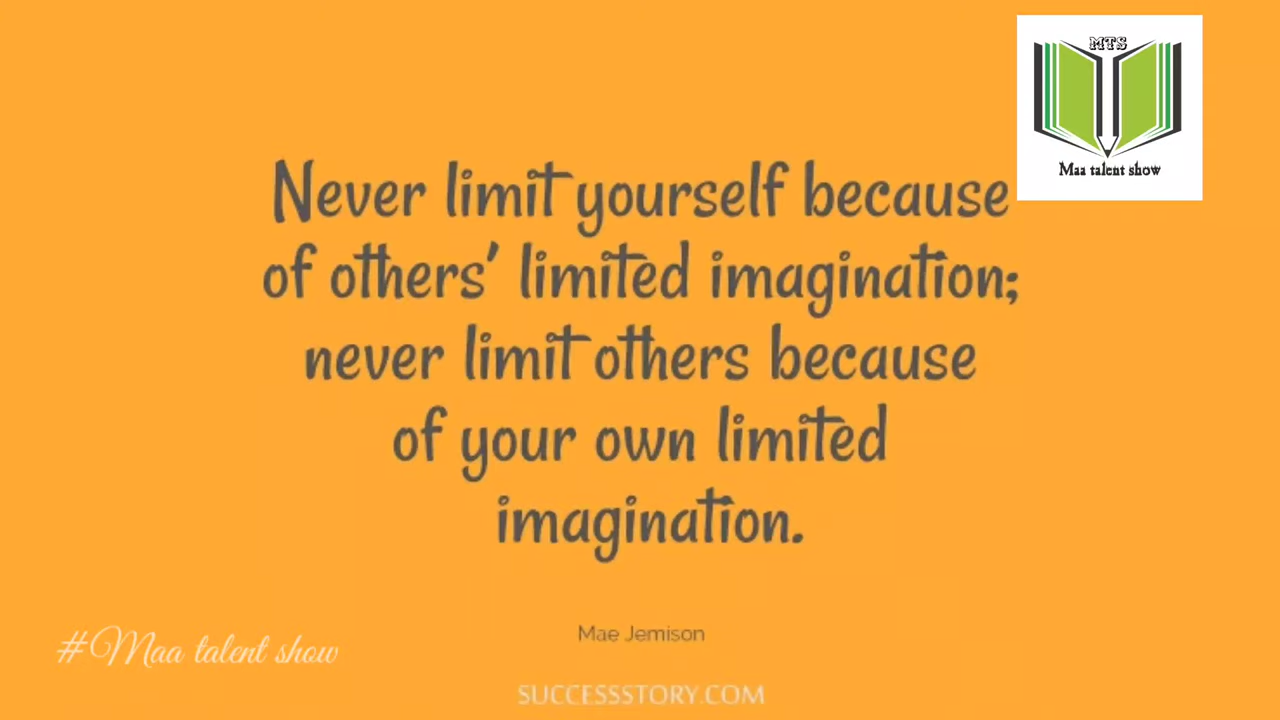 MTS
Maa talent show
Never limit yourself because
of others' limited imagination;
never limit others because
of your own limited
imagination.
Mae Jemison
#Maa talent show
SUCCESSSTORY.COM